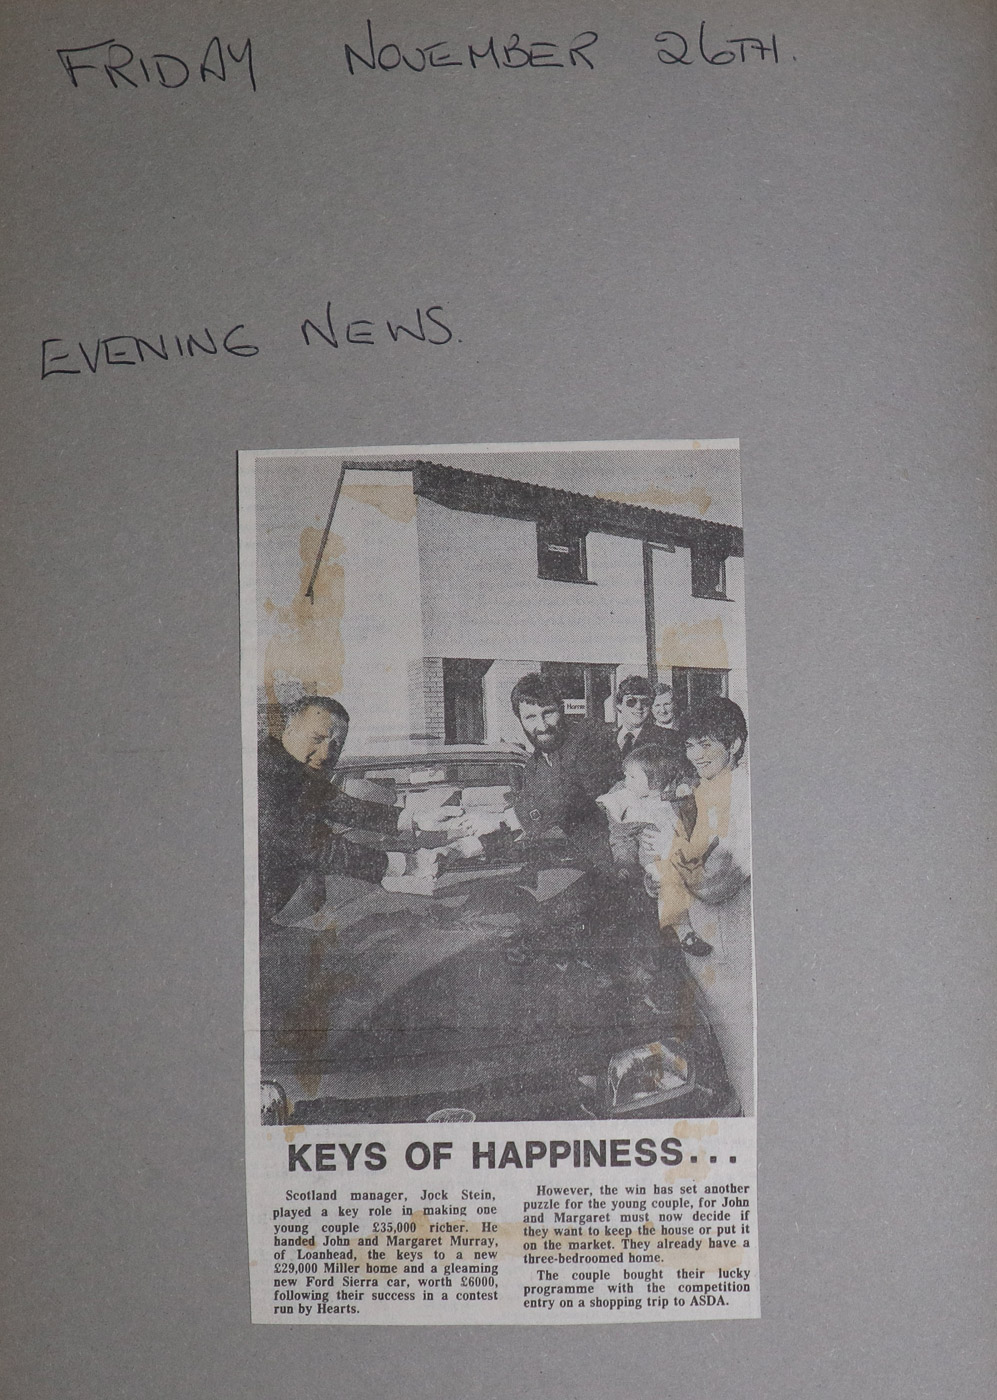 FRIDAY NOVEMBER 26TH.
EVENING NEWS.
Home
Ford
KEYS OF HAPPINESS...
Scotland manager, Jock Stein,
played a key role in making one
young couple £35,000 richer. He
handed John and Margaret Murray,
of Loanhead, the keys to a new
£29,000 Miller home and a gleaming
new Ford Sierra car, worth £6000,
following their success in a contest
run by Hearts.
However, the win has set another
puzzle for the young couple, for John
and Margaret must now decide if
they want to keep the house or put it
on the market. They already have a
three-bedroomed home.
The couple bought their lucky
programme with the competition
entry on a shopping trip to ASDA.